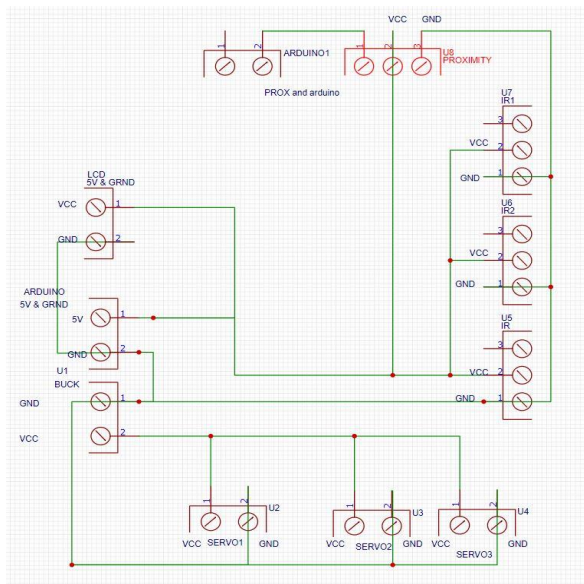 VCC GND
1 2 ARDUINO1
1 2 3 U8
PROXIMITY
PROX and arduino
U7
IR1
3
VCC 2
GND 1
LCD
5V & GRND
VCC 1
GND 2
U6
IR2
3
VCC 2
GND 1
ARDUINO
5V & GRND
5V 1
GND 2
U5
IR
3
VCC 2
GND 1
U1
BUCK
GND 1
VCC 2
1 2 U2
VCC SERVO1 GND
1 2 U3
VCC SERVO2 GND
1 2 U4
VCC SERVO3 GND